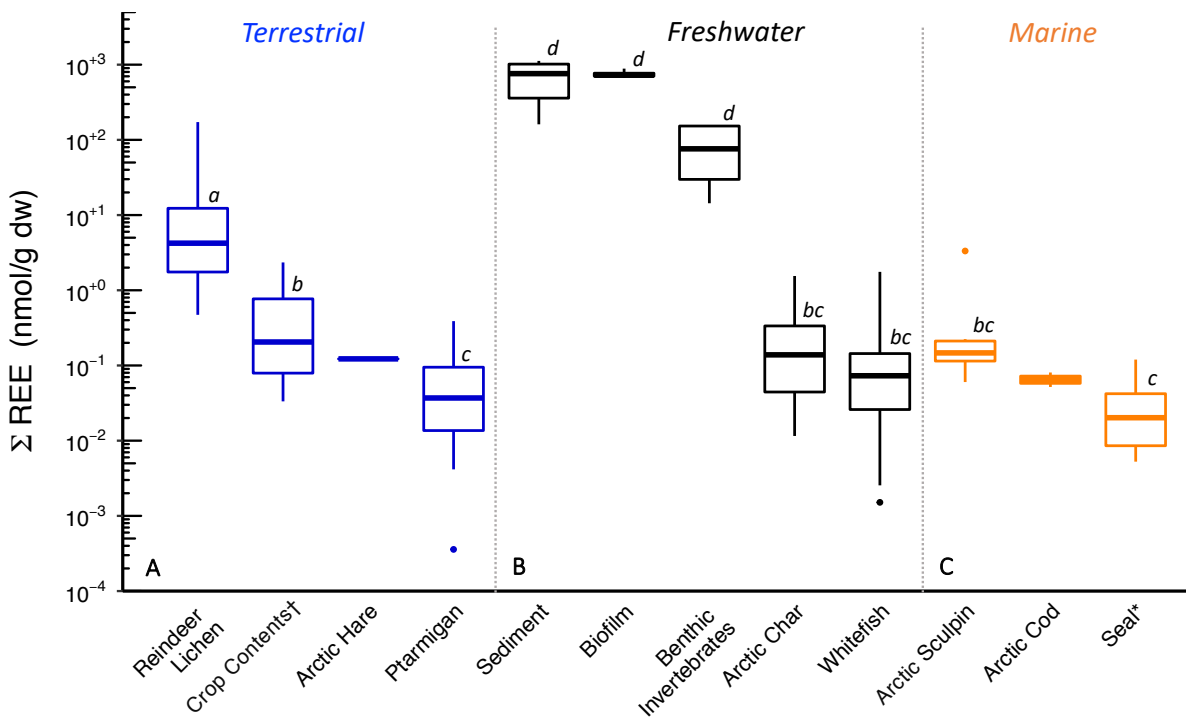 Terrestrial
Freshwater
Marine
Σ REE (nmol/g dw)
10⁺³
10⁺²
10⁺¹
10⁺⁰
10⁻¹
10⁻²
10⁻³
10⁻⁴
a
b
c
d
d
d
bc
bc
bc
c
A
B
C
Reindeer
Lichen
Crop Contents†
Arctic Hare
Ptarmigan
Sediment
Biofilm
Benthic
Invertebrates
Arctic Char
Whitefish
Arctic Sculpin
Arctic Cod
Seal*